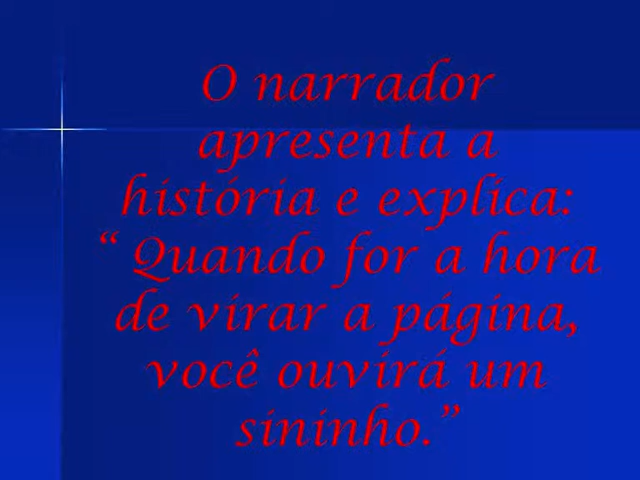 O narrador
apresenta a
história e explica:
“ Quando for a hora
de virar a página,
você ouvirá um
sininho.”